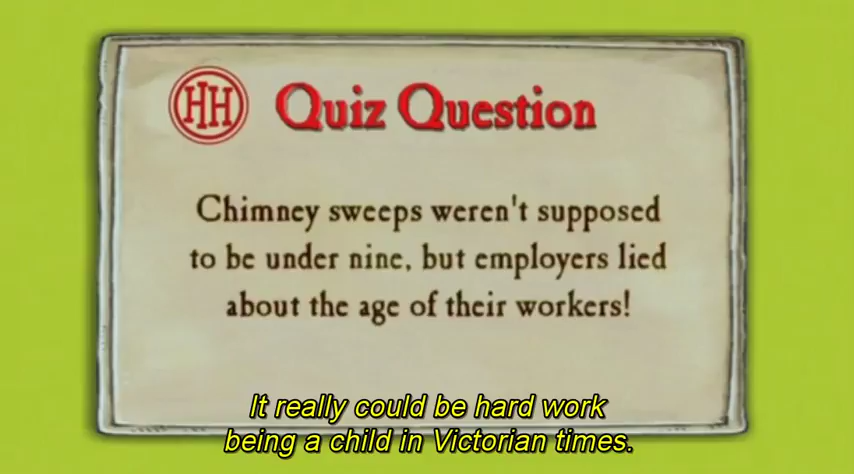 HH Quiz Question
Chimney sweeps weren't supposed
to be under nine, but employers lied
about the age of their workers!
It really could be hard work
being a child in Victorian times.